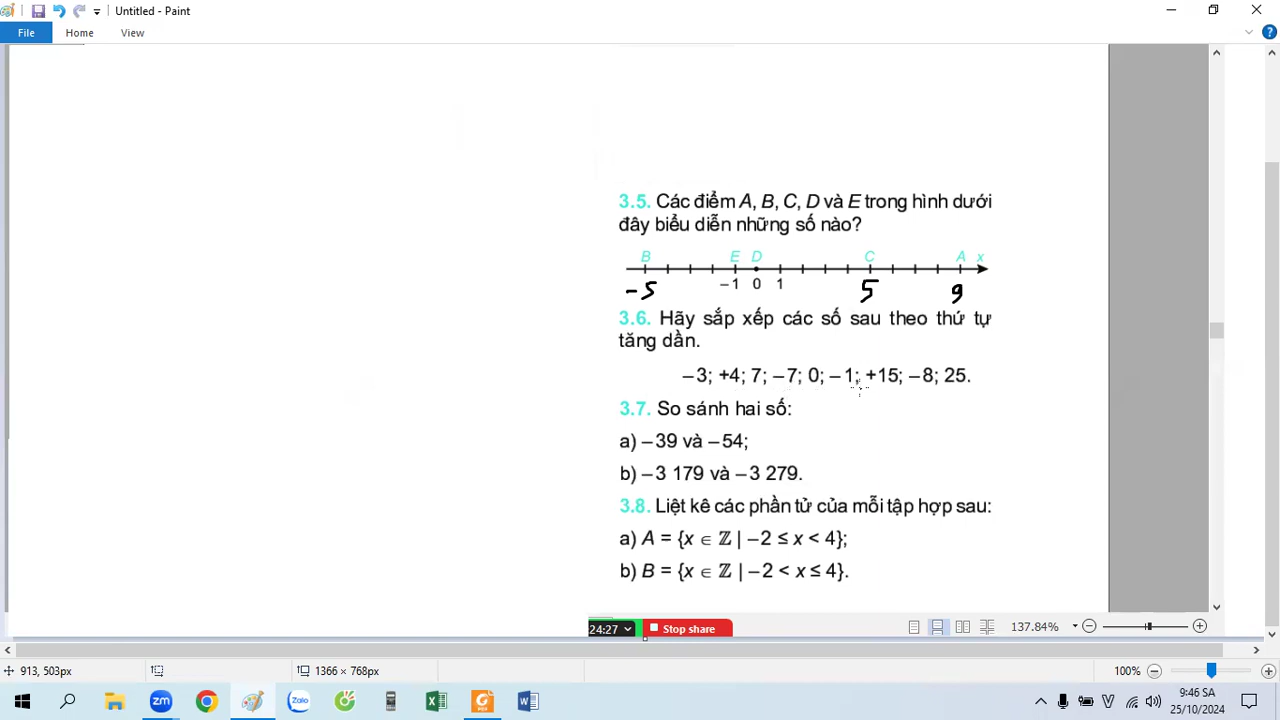 Untitled - Paint
File Home View
3.5. Các điểm A, B, C, D và E trong hình dưới
đây biểu diễn những số nào?
B E D C A x
−1 0 1
-5 5 9
3.6. Hãy sắp xếp các số sau theo thứ tự
tăng dần.
−3; +4; 7; −7; 0; −1; +15; −8; 25.
3.7. So sánh hai số:
a) −39 và −54;
b) −3 179 và −3 279.
3.8. Liệt kê các phần tử của mỗi tập hợp sau:
a) A = {x ∈ ℤ | −2 ≤ x < 4};
b) B = {x ∈ ℤ | −2 < x ≤ 4}.
24:27 Stop share 137.84%
913, 503px 1366 × 768px 100%
zm Zalo PDF V 9:46 SA
25/10/2024